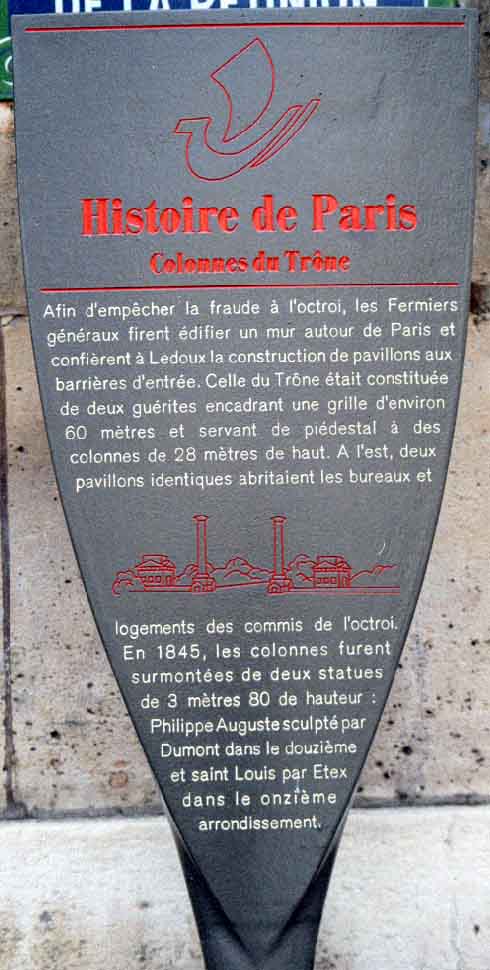 DE LA RÉUNION
Histoire de Paris
Colonnes du Trône
Afin d'empêcher la fraude à l'octroi, les Fermiers
généraux firent édifier un mur autour de Paris et
confièrent à Ledoux la construction de pavillons aux
barrières d'entrée. Celle du Trône était constituée
de deux guérites encadrant une grille d'environ
60 mètres et servant de piédestal à des
colonnes de 28 mètres de haut. A l'est, deux
pavillons identiques abritaient les bureaux et
logements des commis de l'octroi.
En 1845, les colonnes furent
surmontées de deux statues
de 3 mètres 80 de hauteur :
Philippe Auguste sculpté par
Dumont dans le douzième
et saint Louis par Etex
dans le onzième
arrondissement.